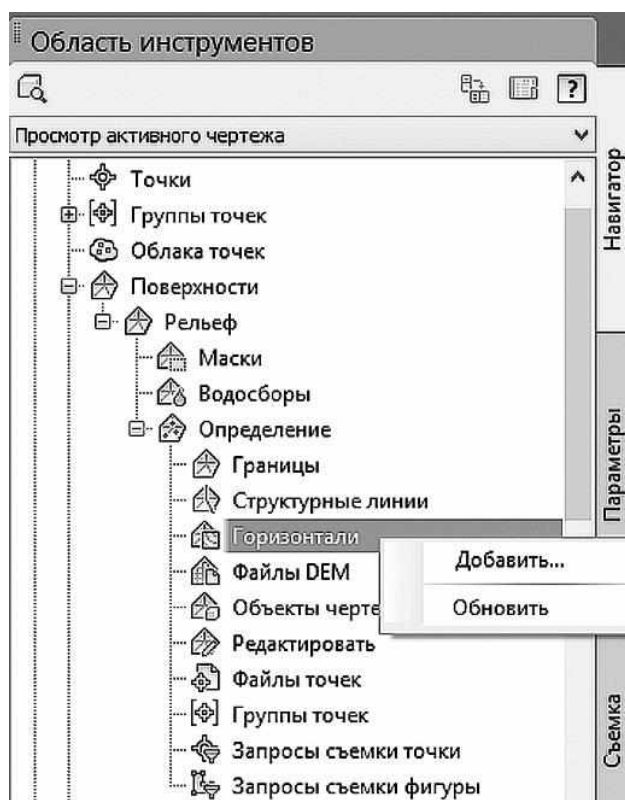 Область инструментов
?
Просмотр активного чертежа
Точки
Группы точек
Облака точек
Поверхности
Рельеф
Маски
Водосборы
Определение
Границы
Структурные линии
Горизонтали
Добавить...
Файлы DEM
Объекты
Обновить
Редактировать
Файлы точек
Группы точек
Запросы съемки точки
Запросы съемки фигуры
Навигатор
Параметры
Съемка